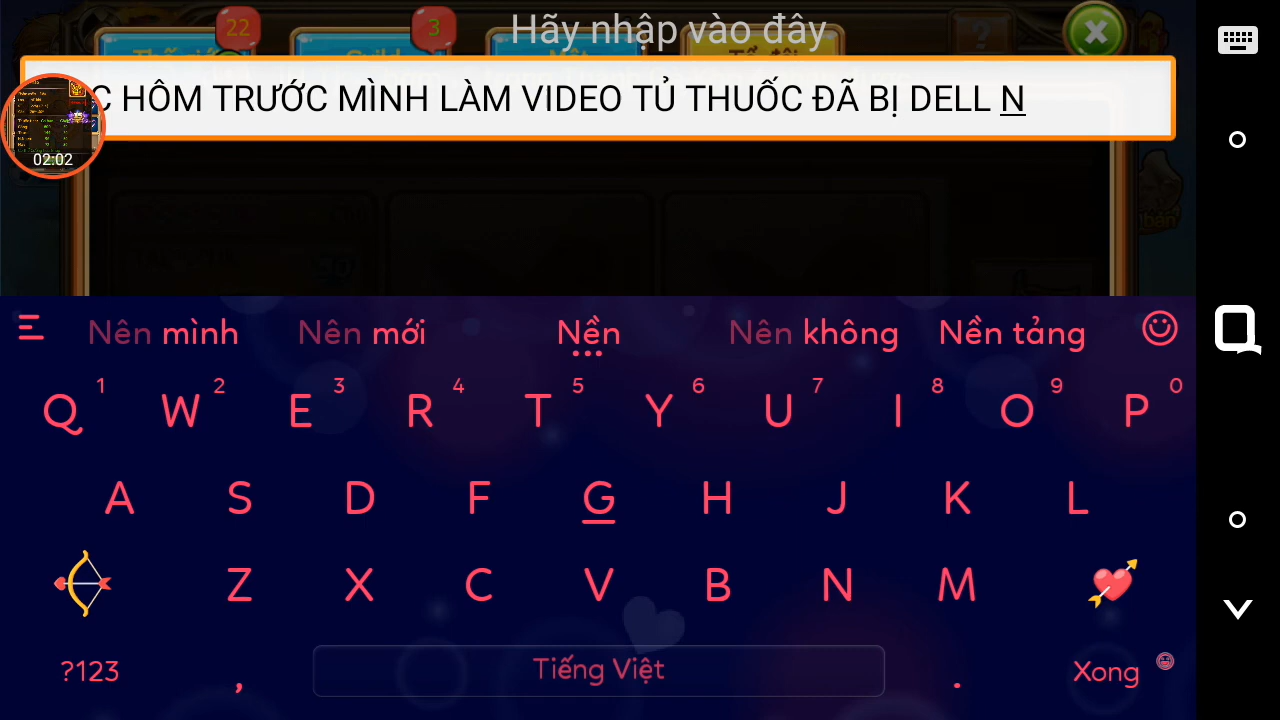 22
3
Hãy nhập vào đây
?
C HÔM TRƯỚC MÌNH LÀM VIDEO TỦ THUỐC ĐÃ BỊ DELL N
02:02
Nên mình Nên mới Nền Nên không Nền tảng
1 2 3 4 5 6 7 8 9 0
Q W E R T Y U I O P
A S D F G H J K L
Z X C V B N M
?123 , Tiếng Việt . Xong